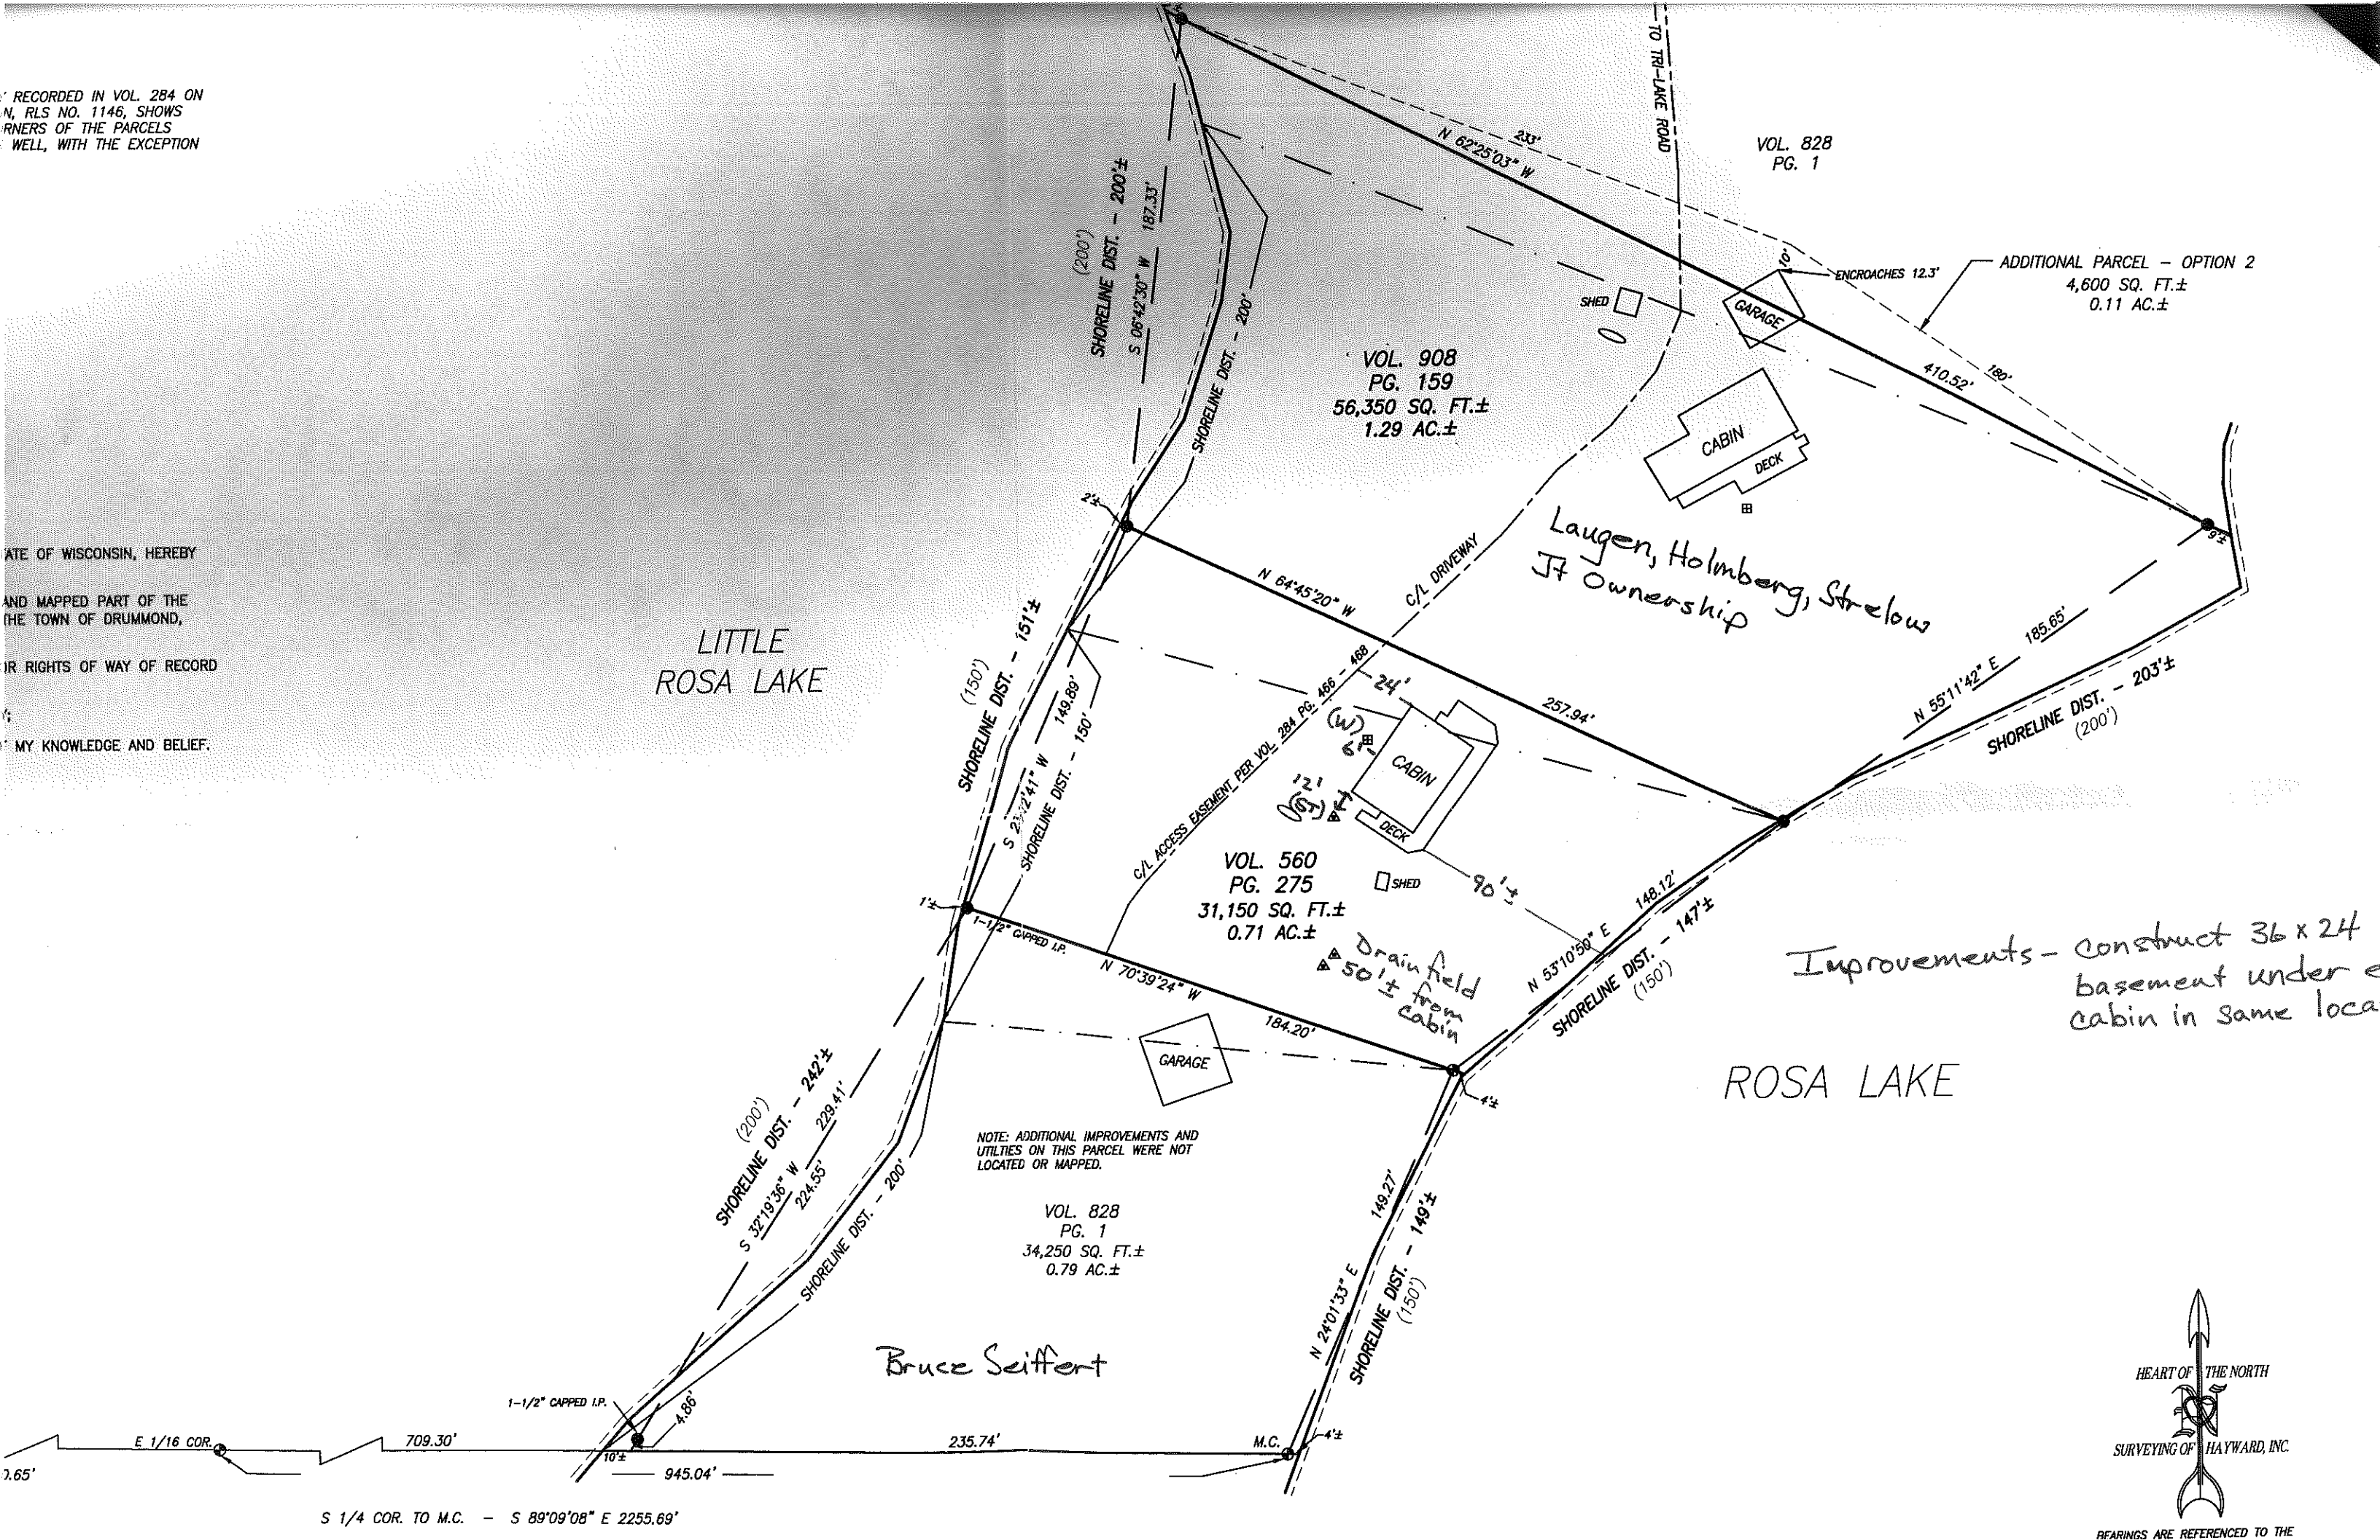 ' RECORDED IN VOL. 284 ON
N, RLS NO. 1146, SHOWS
RNERS OF THE PARCELS
WELL, WITH THE EXCEPTION
ATE OF WISCONSIN, HEREBY
AND MAPPED PART OF THE
THE TOWN OF DRUMMOND,
OR RIGHTS OF WAY OF RECORD
MY KNOWLEDGE AND BELIEF.
LITTLE
ROSA LAKE
TO TRI-LAKE ROAD
VOL. 828
PG. 1
233'
N 62°25'03" W
10'
ENCROACHES 12.3'
ADDITIONAL PARCEL – OPTION 2
4,600 SQ. FT.±
0.11 AC.±
180'
410.52'
SHED
GARAGE
CABIN
DECK
(200')
SHORELINE DIST. – 200'±
S 06°42'30" W 187.33'
SHORELINE DIST. – 200'
VOL. 908
PG. 159
56,350 SQ. FT.±
1.29 AC.±
2'±
9'±
Laugen, Holmberg, Strelow
Jt Ownership
N 64°45'20" W
257.94'
C/L DRIVEWAY
N 55°11'42" E
185.65'
SHORELINE DIST. – 203'±
(200')
(150')
SHORELINE DIST. – 151'±
149.89'
SHORELINE DIST. – 150'
C/L ACCESS EASEMENT PER VOL. 284 PG. 466 – 468
24'
(W)
6'
12'
(ST)
CABIN
DECK
SHED
90'±
VOL. 560
PG. 275
31,150 SQ. FT.±
0.71 AC.±
Drain field
50'± from
cabin
148.12'
N 53°10'50" E
SHORELINE DIST. – 147'±
(150')
Improvements – construct 36 x 24
basement under e
cabin in same loca
ROSA LAKE
1'±
1-1/2" CAPPED I.P.
N 70°39'24" W
184.20'
GARAGE
4'±
NOTE: ADDITIONAL IMPROVEMENTS AND
UTILTIES ON THIS PARCEL WERE NOT
LOCATED OR MAPPED.
(200')
SHORELINE DIST. – 242'±
229.41'
S 32°19'36" W
224.55'
SHORELINE DIST. – 200'
VOL. 828
PG. 1
34,250 SQ. FT.±
0.79 AC.±
149.27'
N 24°01'33" E
SHORELINE DIST. – 149'±
(150')
Bruce Seiffert
1-1/2" CAPPED I.P.
4.86'
E 1/16 COR.
709.30'
235.74'
M.C.
4'±
10'±
945.04'
0.65'
S 1/4 COR. TO M.C. – S 89°09'08" E 2255.69'
HEART OF THE NORTH
SURVEYING OF HAYWARD, INC.
BEARINGS ARE REFERENCED TO THE